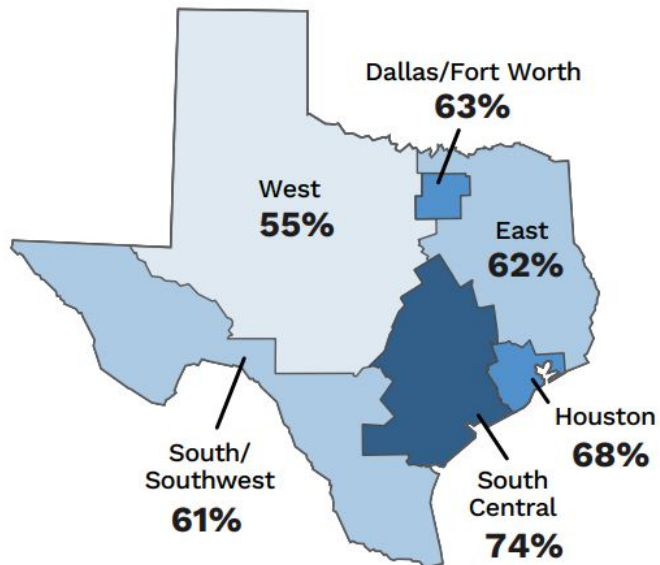 Dallas/Fort Worth
63%
West
55%
East
62%
South/
Southwest
61%
South
Central
74%
Houston
68%